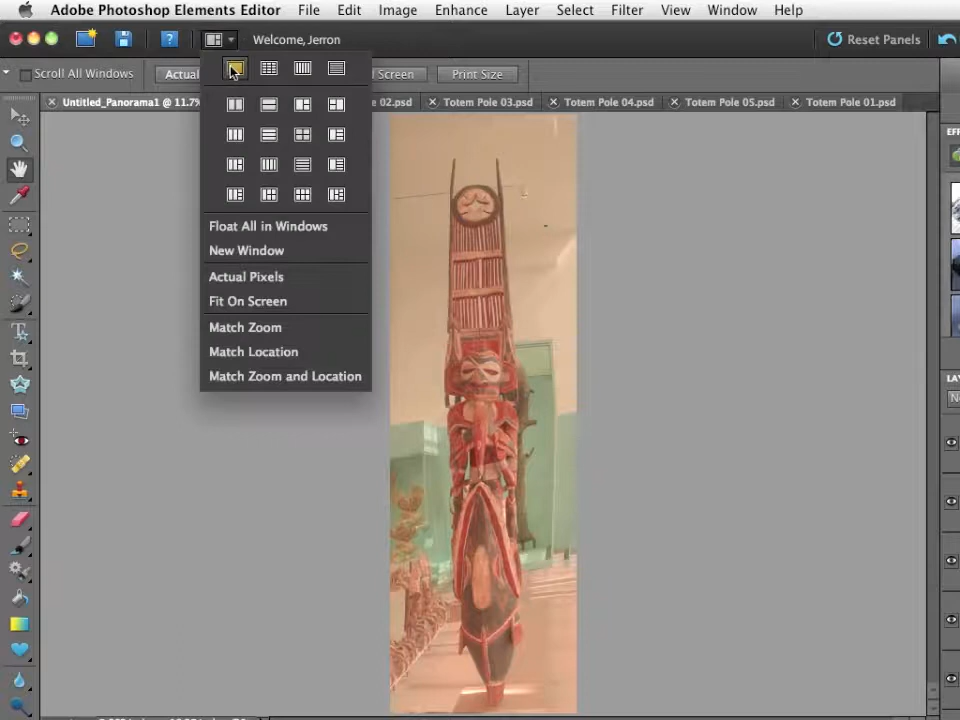 Adobe Photoshop Elements Editor File Edit Image Enhance Layer Select Filter View Window Help
Welcome, Jerron Reset Panels
Scroll All Windows Actual Screen Print Size
Untitled_Panorama1 @ 11.7% 02.psd Totem Pole 03.psd Totem Pole 04.psd Totem Pole 05.psd Totem Pole 01.psd
Float All in Windows
New Window
Actual Pixels
Fit On Screen
Match Zoom
Match Location
Match Zoom and Location
EFF
LAY